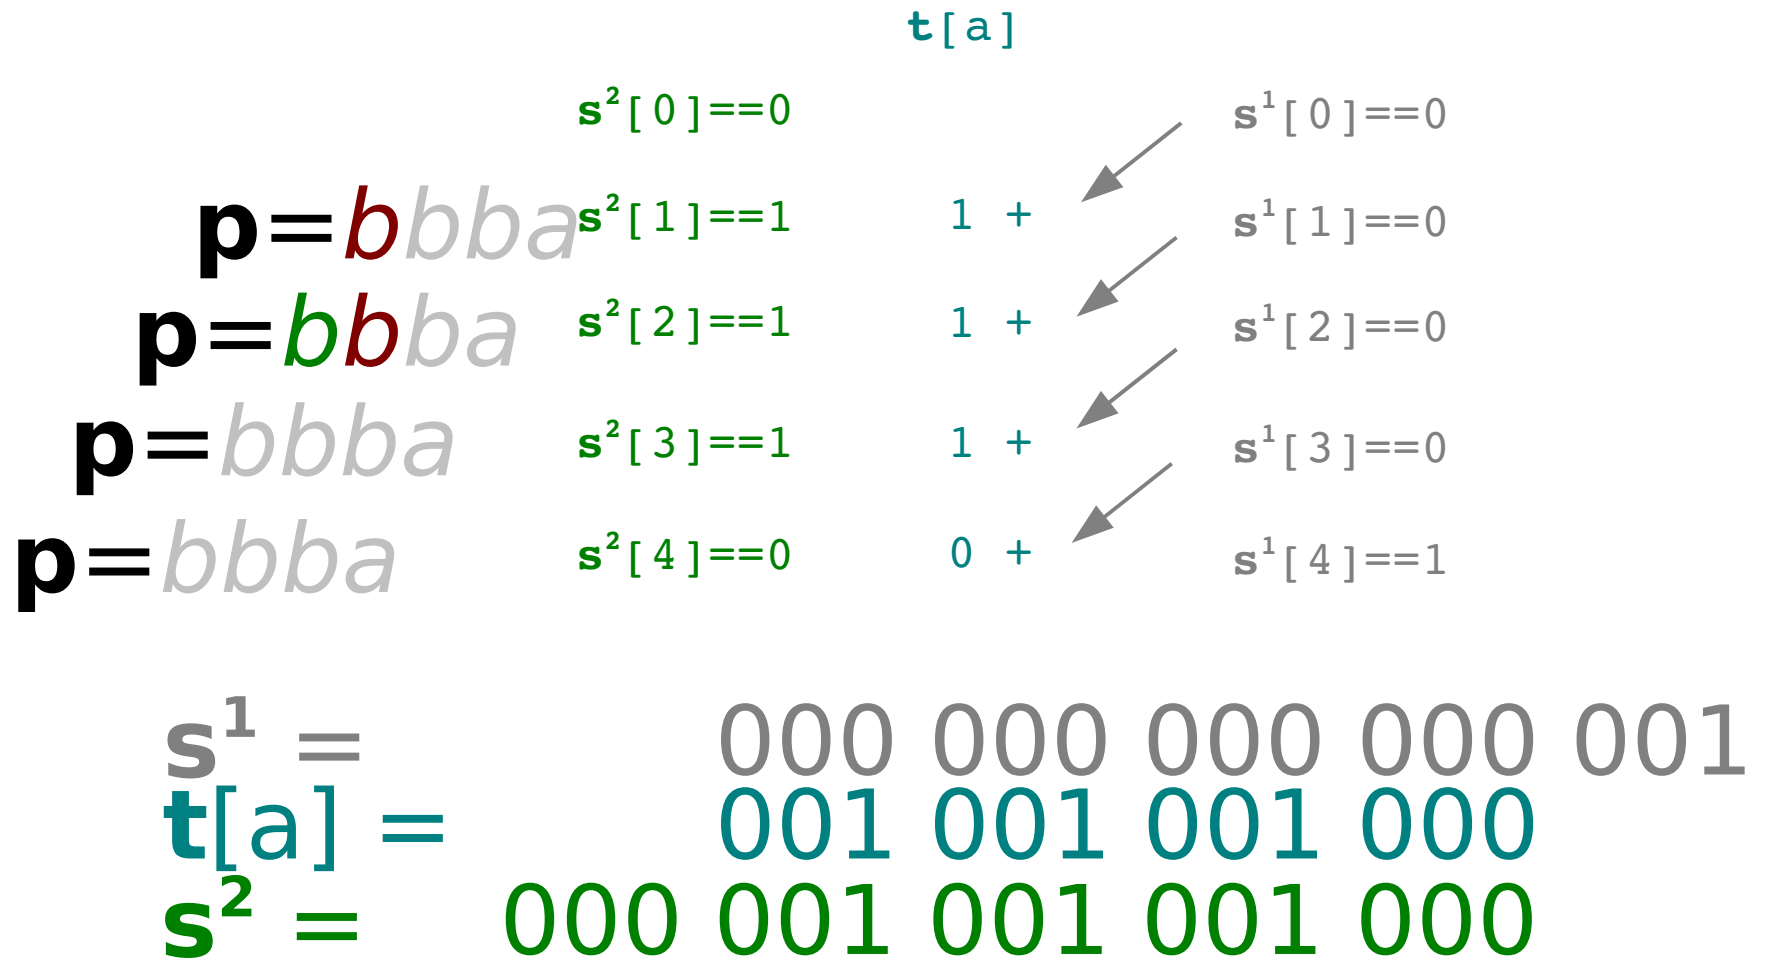 t[a]
s²[0]==0 s¹[0]==0
p=bbba s²[1]==1 1 + s¹[1]==0
p=bbba s²[2]==1 1 + s¹[2]==0
p=bbba s²[3]==1 1 + s¹[3]==0
p=bbba s²[4]==0 0 + s¹[4]==1
s¹ = 000 000 000 000 001
t[a] = 001 001 001 000
s² = 000 001 001 001 000